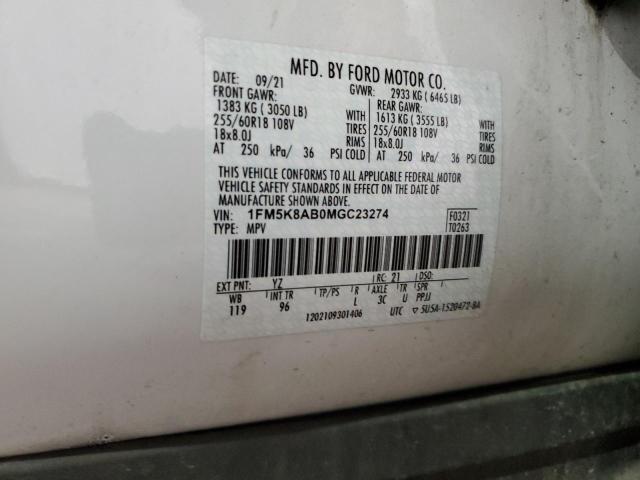 MFD. BY FORD MOTOR CO.
DATE: 09/21 GVWR: 2933 KG ( 6465 LB)
FRONT GAWR: REAR GAWR:
1383 KG ( 3050 LB) 1613 KG ( 3555 LB)
255/60R18 108V TIRES 255/60R18 108V TIRES
18x8.0J RIMS 18x8.0J RIMS
AT 250 kPa/ 36 PSI COLD AT 250 kPa/ 36 PSI COLD
THIS VEHICLE CONFORMS TO ALL APPLICABLE FEDERAL MOTOR
VEHICLE SAFETY STANDARDS IN EFFECT ON THE DATE OF
MANUFACTURE SHOWN ABOVE.
VIN: 1FM5K8AB0MGC23274 F0321
TYPE: MPV T0263
EXT PNT: YZ RC: 21 DSO:
WB INT TR TP/PS R AXLE TR SPR
119 96 L 3C U PPJJ
1202109301406 UTC ▽ 5U5A-1520472-BA